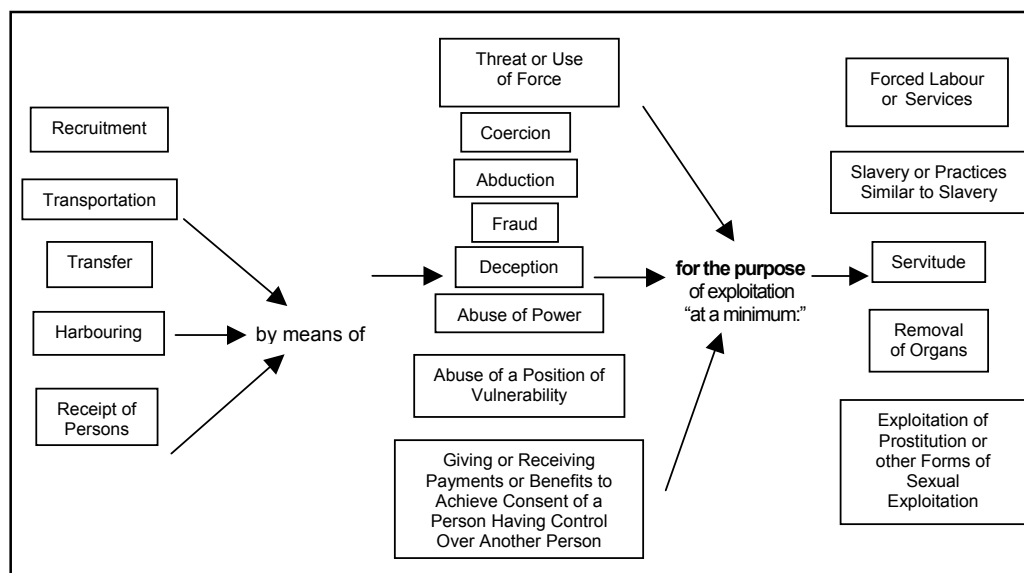 Recruitment
Transportation
Transfer
Harbouring
Receipt of
Persons
by means of
Threat or Use
of Force
Coercion
Abduction
Fraud
Deception
Abuse of Power
Abuse of a Position of
Vulnerability
Giving or Receiving
Payments or Benefits to
Achieve Consent of a
Person Having Control
Over Another Person
for the purpose
of exploitation
“at a minimum:”
Forced Labour
or Services
Slavery or Practices
Similar to Slavery
Servitude
Removal
of Organs
Exploitation of
Prostitution or
other Forms of
Sexual
Exploitation